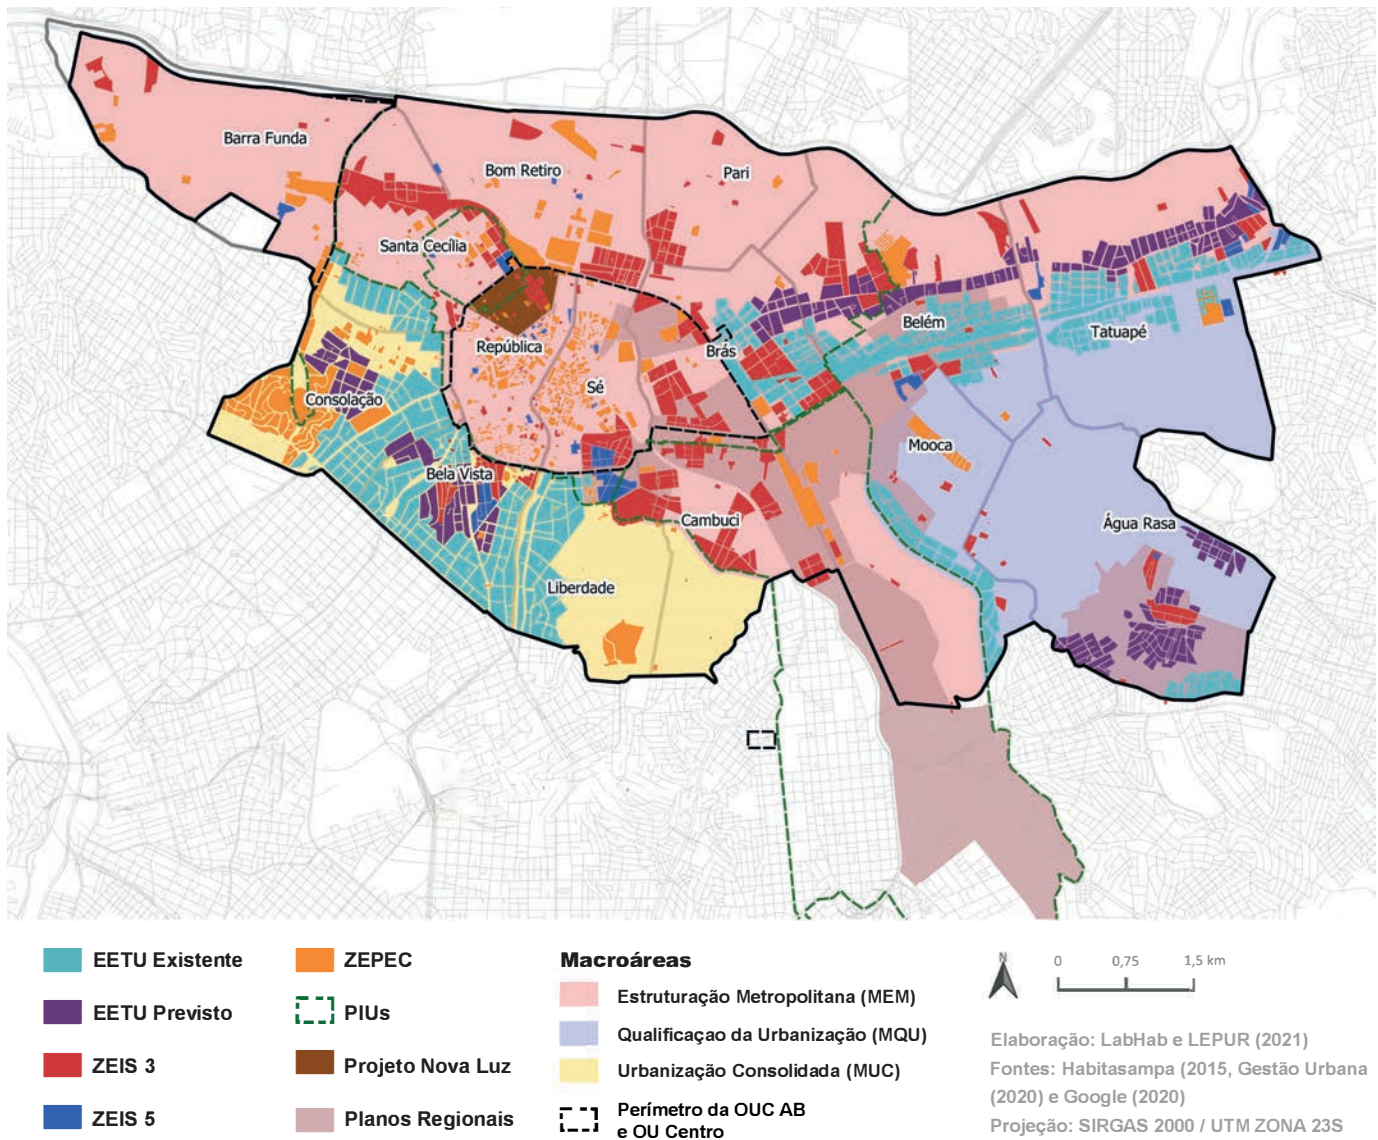 Barra Funda
Bom Retiro
Pari
Santa Cecília
República
Sé
Brás
Belém
Tatuapé
Consolação
Bela Vista
Mooca
Cambuci
Água Rasa
Liberdade
EETU Existente
EETU Previsto
ZEIS 3
ZEIS 5
ZEPEC
PIUs
Projeto Nova Luz
Planos Regionais
Macroáreas
Estruturação Metropolitana (MEM)
Qualificaçao da Urbanização (MQU)
Urbanização Consolidada (MUC)
Perímetro da OUC AB
e OU Centro
N
0 0,75 1,5 km
Elaboração: LabHab e LEPUR (2021)
Fontes: Habitasampa (2015, Gestão Urbana
(2020) e Google (2020)
Projeção: SIRGAS 2000 / UTM ZONA 23S